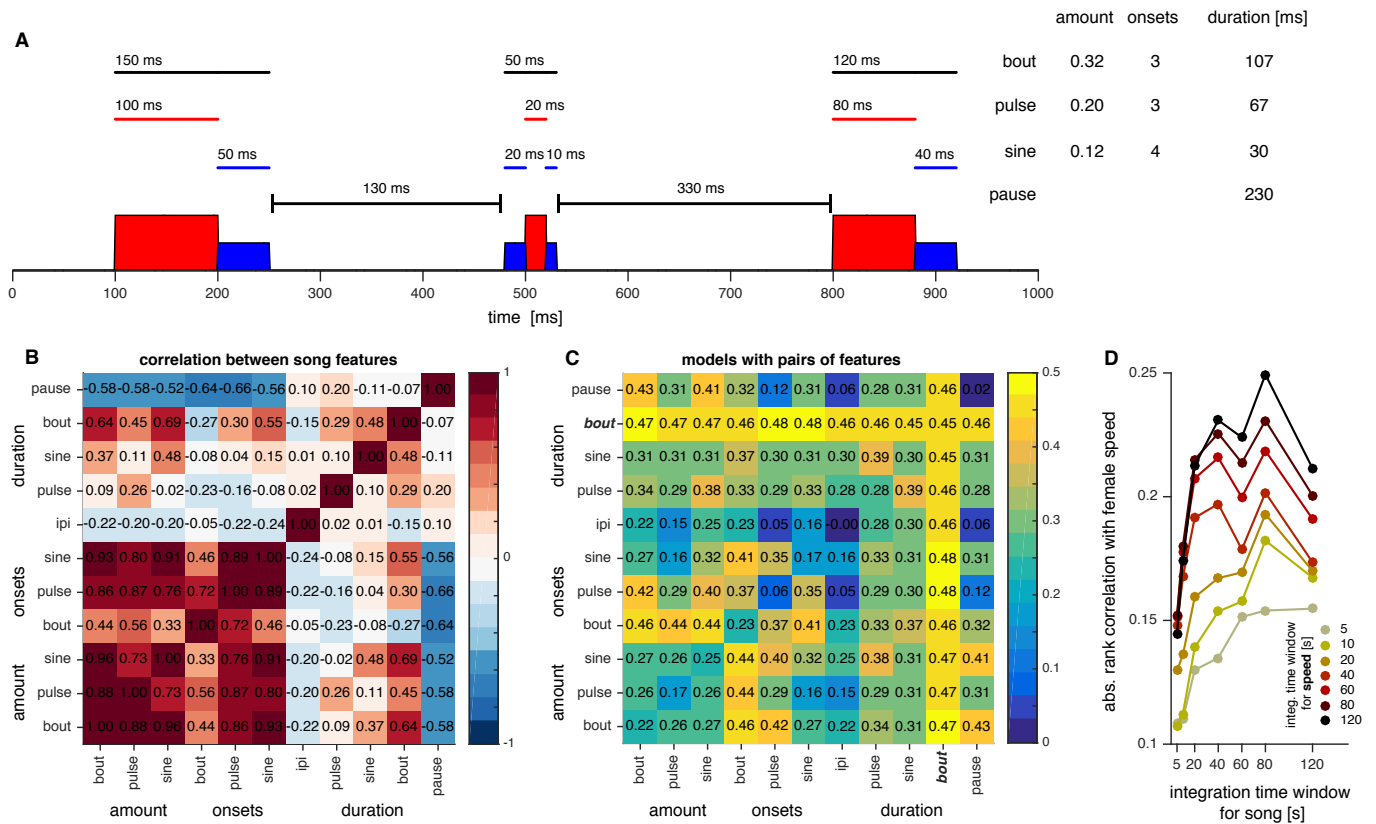 A
amount onsets duration [ms]
150 ms 50 ms 120 ms bout 0.32 3 107
100 ms 20 ms 80 ms pulse 0.20 3 67
50 ms 20 ms 10 ms 40 ms sine 0.12 4 30
130 ms 330 ms pause 230
0 100 200 300 400 500 600 700 800 900 1000
time [ms]
B
correlation between song features
pause -0.58 -0.58 -0.52 -0.64 -0.66 -0.56 0.10 0.20 -0.11 -0.07 1.00
bout 0.64 0.45 0.69 -0.27 0.30 0.55 -0.15 0.29 0.48 1.00 -0.07
sine 0.37 0.11 0.48 -0.08 0.04 0.15 0.01 0.10 1.00 0.48 -0.11
pulse 0.09 0.26 -0.02 -0.23 -0.16 -0.08 0.02 1.00 0.10 0.29 0.20
ipi -0.22 -0.20 -0.20 -0.05 -0.22 -0.24 1.00 0.02 0.01 -0.15 0.10
sine 0.93 0.80 0.91 0.46 0.89 1.00 -0.24 -0.08 0.15 0.55 -0.56
pulse 0.86 0.87 0.76 0.72 1.00 0.89 -0.22 -0.16 0.04 0.30 -0.66
bout 0.44 0.56 0.33 1.00 0.72 0.46 -0.05 -0.23 -0.08 -0.27 -0.64
sine 0.96 0.73 1.00 0.33 0.76 0.91 -0.20 -0.02 0.48 0.69 -0.52
pulse 0.88 1.00 0.73 0.56 0.87 0.80 -0.20 0.26 0.11 0.45 -0.58
bout 1.00 0.88 0.96 0.44 0.86 0.93 -0.22 0.09 0.37 0.64 -0.58
duration
onsets
amount
bout pulse sine bout pulse sine ipi pulse sine bout pause
amount onsets duration
1
0
-1
C
models with pairs of features
pause 0.43 0.31 0.41 0.32 0.12 0.31 0.06 0.28 0.31 0.46 0.02
bout 0.47 0.47 0.47 0.46 0.48 0.48 0.46 0.46 0.45 0.45 0.46
sine 0.31 0.31 0.31 0.37 0.30 0.31 0.30 0.39 0.30 0.45 0.31
pulse 0.34 0.29 0.38 0.33 0.29 0.33 0.28 0.28 0.39 0.46 0.28
ipi 0.22 0.15 0.25 0.23 0.05 0.16 -0.00 0.28 0.30 0.46 0.06
sine 0.27 0.16 0.32 0.41 0.35 0.17 0.16 0.33 0.31 0.48 0.31
pulse 0.42 0.29 0.40 0.37 0.06 0.35 0.05 0.29 0.30 0.48 0.12
bout 0.46 0.44 0.44 0.23 0.37 0.41 0.23 0.33 0.37 0.46 0.32
sine 0.27 0.26 0.25 0.44 0.40 0.32 0.25 0.38 0.31 0.47 0.41
pulse 0.26 0.17 0.26 0.44 0.29 0.16 0.15 0.29 0.31 0.47 0.31
bout 0.22 0.26 0.27 0.46 0.42 0.27 0.22 0.34 0.31 0.47 0.43
duration
onsets
amount
bout pulse sine bout pulse sine ipi pulse sine bout pause
amount onsets duration
0.5
0.4
0.3
0.2
0.1
0
D
abs. rank correlation with female speed
0.25
0.2
0.15
0.1
integ. time window
for speed [s]
5
10
20
40
60
80
120
5 20 40 60 80 120
integration time window
for song [s]